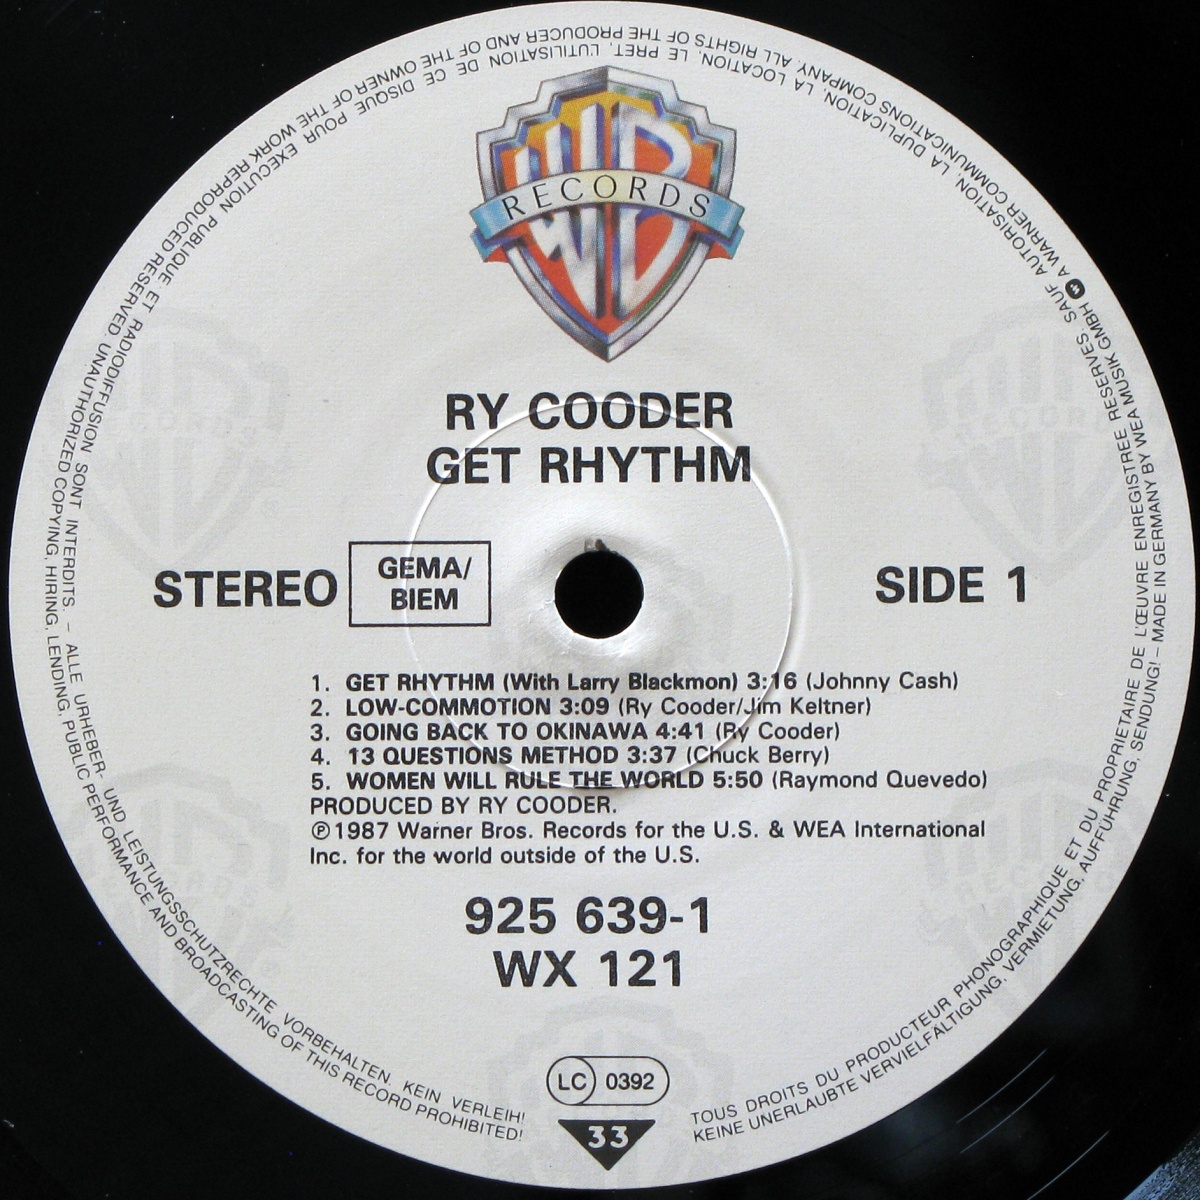 WB
RECORDS
RY COODER
GET RHYTHM
STEREO
GEMA/
BIEM
SIDE 1
1. GET RHYTHM (With Larry Blackmon) 3:16 (Johnny Cash)
2. LOW-COMMOTION 3:09 (Ry Cooder/Jim Keltner)
3. GOING BACK TO OKINAWA 4:41 (Ry Cooder)
4. 13 QUESTIONS METHOD 3:37 (Chuck Berry)
5. WOMEN WILL RULE THE WORLD 5:50 (Raymond Quevedo)
PRODUCED BY RY COODER.
℗1987 Warner Bros. Records for the U.S. & WEA International
Inc. for the world outside of the U.S.
925 639-1
WX 121
LC 0392
33
TOUS DROITS DU PRODUCTEUR PHONOGRAPHIQUE ET DU PROPRIETAIRE DE L'ŒUVRE ENREGISTREE RESERVES. SAUF AUTORISATION, LA DUPLICATION, LA LOCATION, LE PRET, L'UTILISATION DE CE DISQUE POUR EXECUTION PUBLIQUE ET RADIODIFFUSION SONT INTERDITS. – ALLE URHEBER- UND LEISTUNGSSCHUTZRECHTE VORBEHALTEN. KEIN VERLEIH!
KEINE UNERLAUBTE VERVIELFÄLTIGUNG, VERMIETUNG, AUFFÜHRUNG, SENDUNG! – MADE IN GERMANY BY WEA MUSIK GMBH A WARNER COMMUNICATIONS COMPANY. ALL RIGHTS OF THE PRODUCER AND OF THE OWNER OF THE WORK REPRODUCED RESERVED. UNAUTHORIZED COPYING, HIRING, LENDING, PUBLIC PERFORMANCE AND BROADCASTING OF THIS RECORD PROHIBITED!